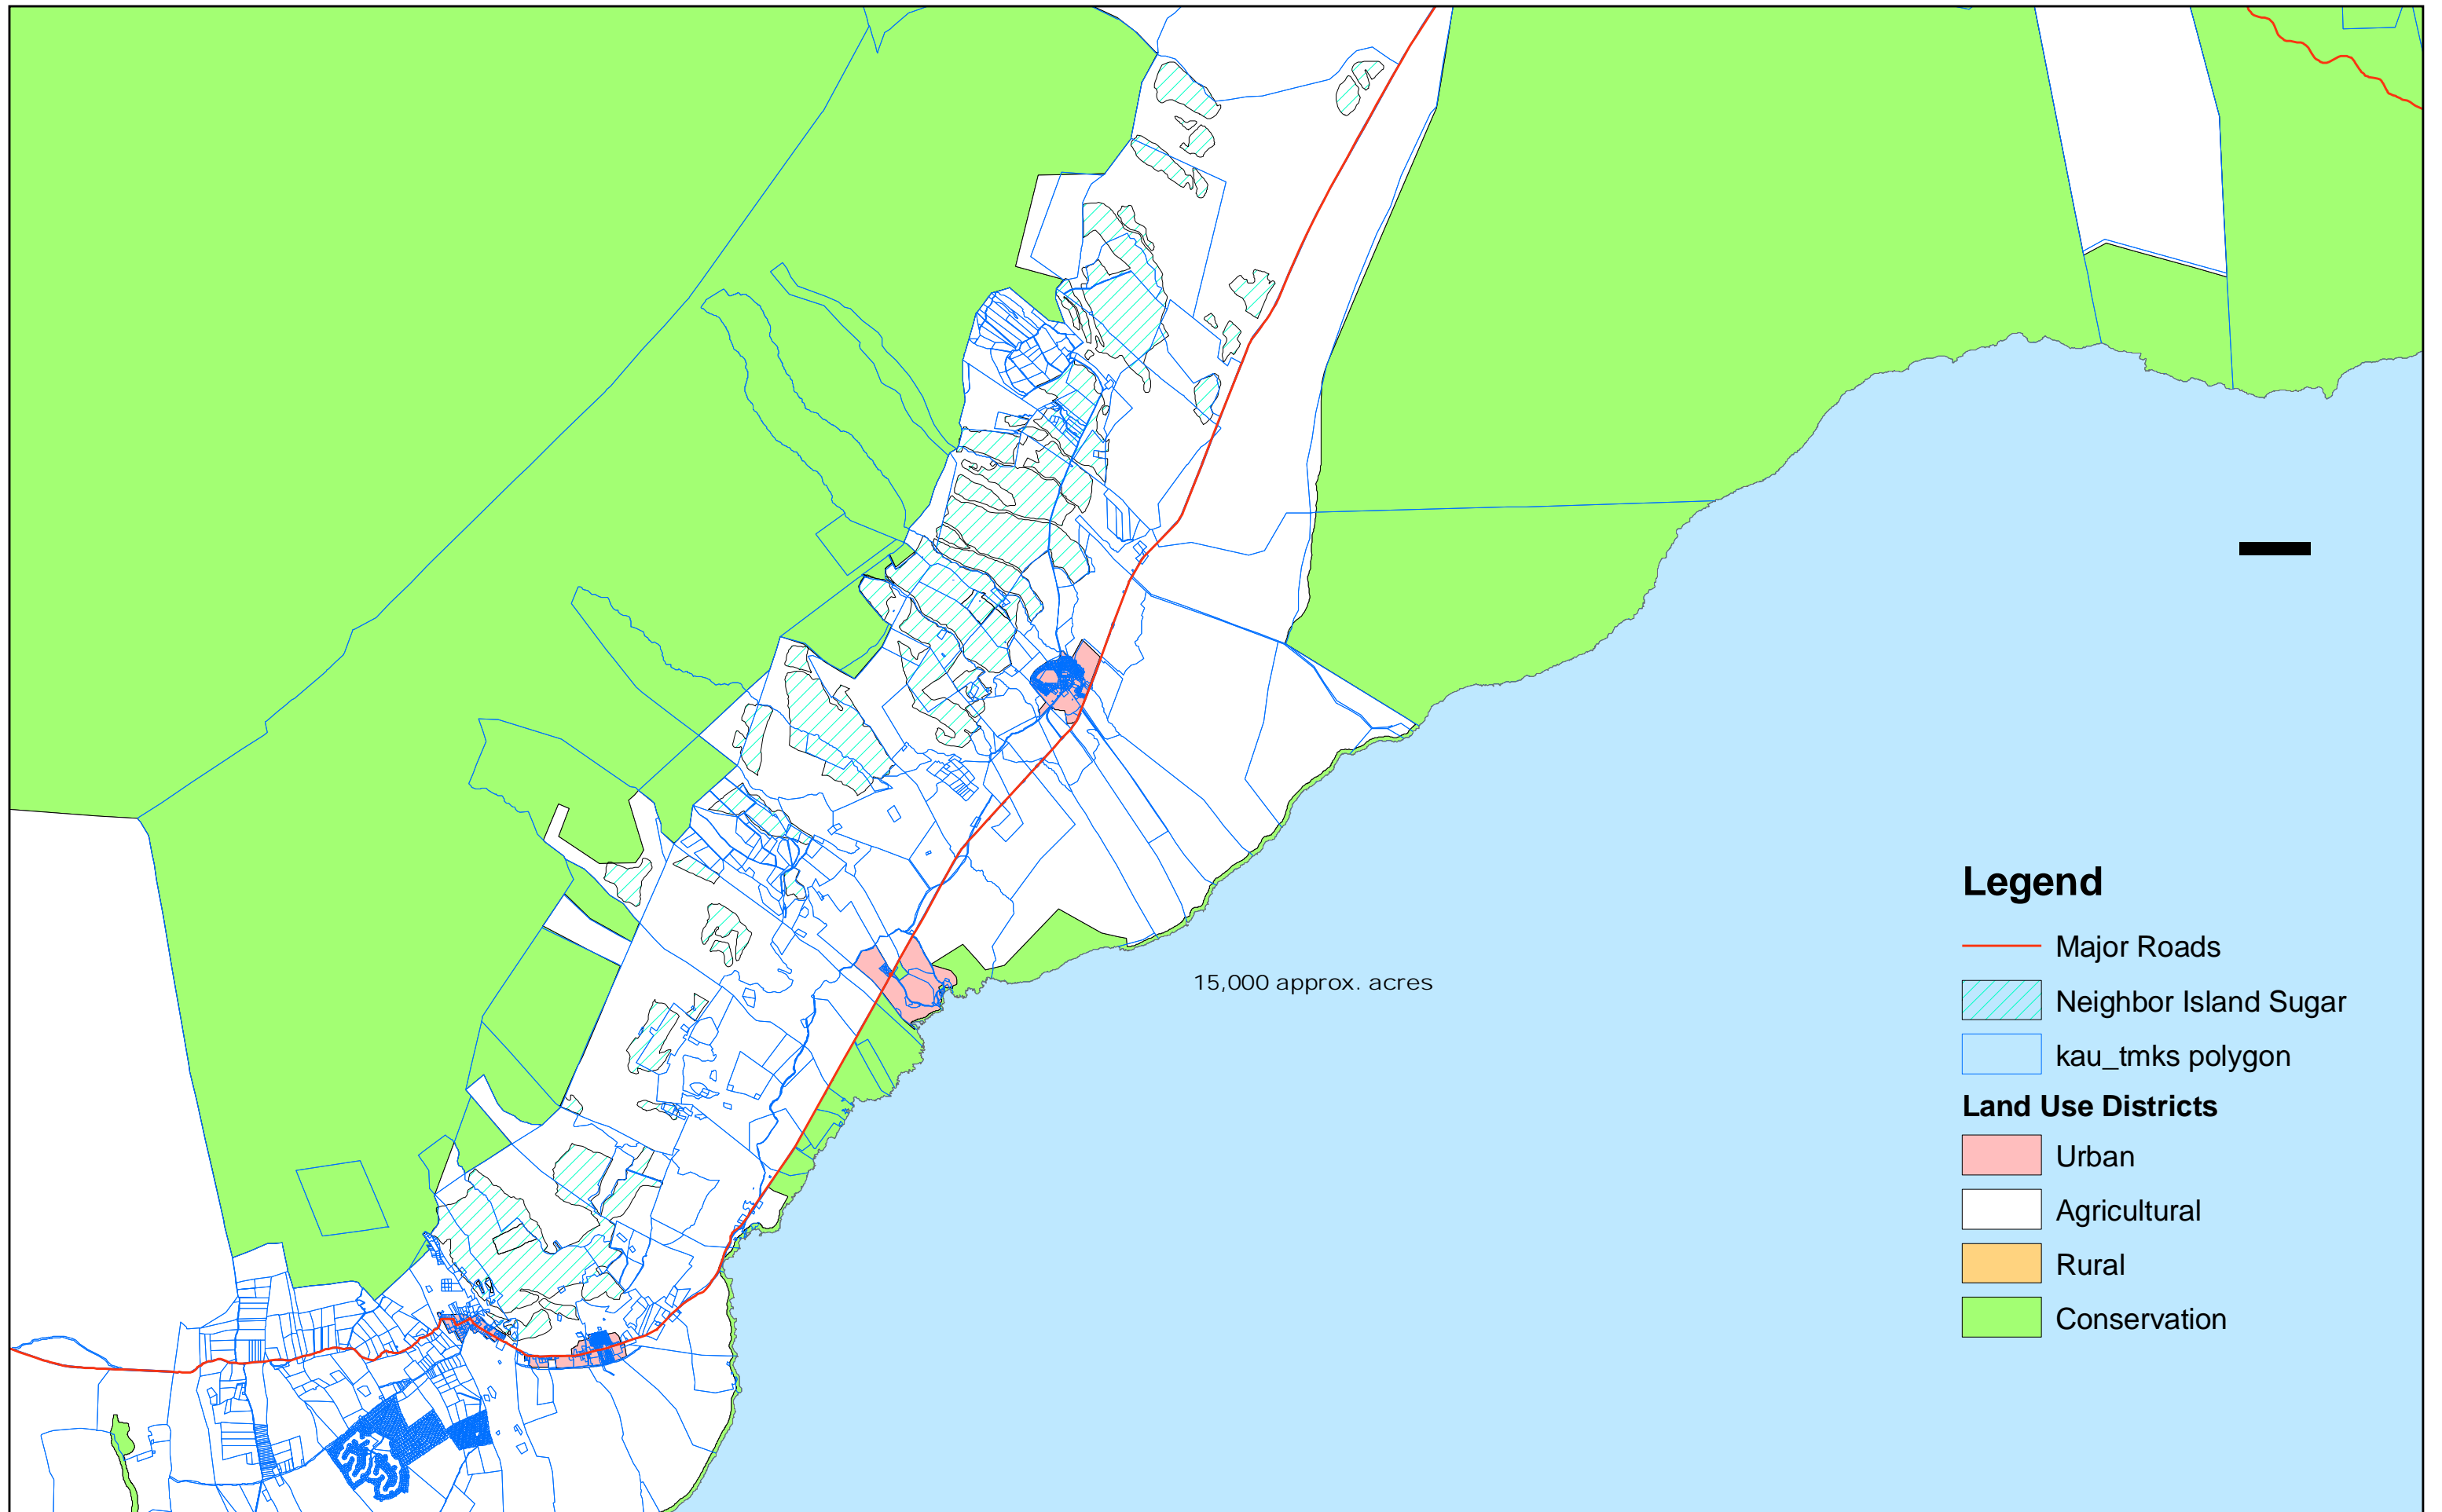 15,000 approx. acres
Legend
Major Roads
Neighbor Island Sugar
kau_tmks polygon
Land Use Districts
Urban
Agricultural
Rural
Conservation